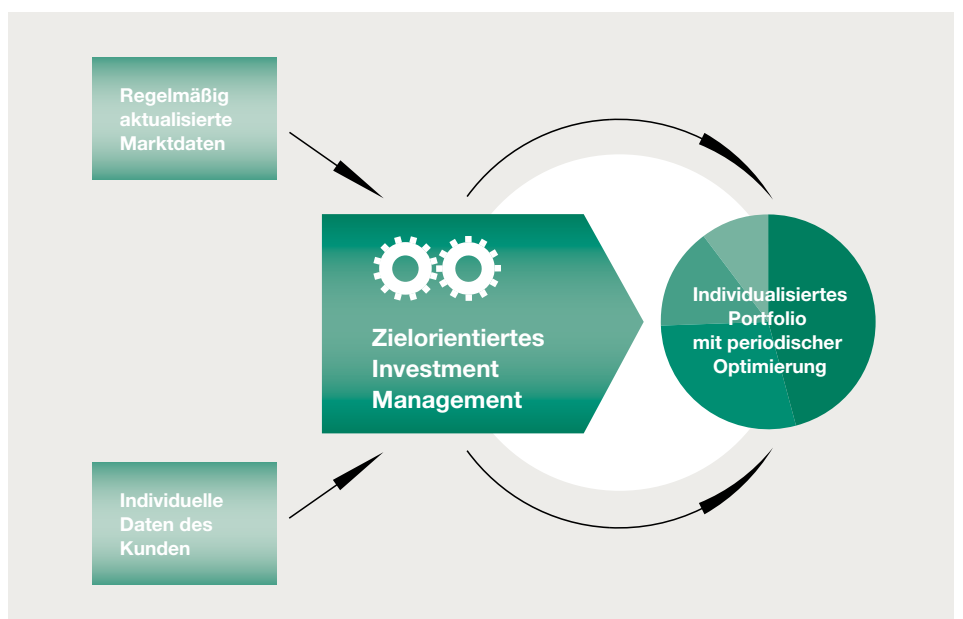 Regelmäßig
aktualisierte
Marktdaten
Zielorientiertes
Investment
Management
Individualisiertes
Portfolio
mit periodischer
Optimierung
Individuelle
Daten des
Kunden